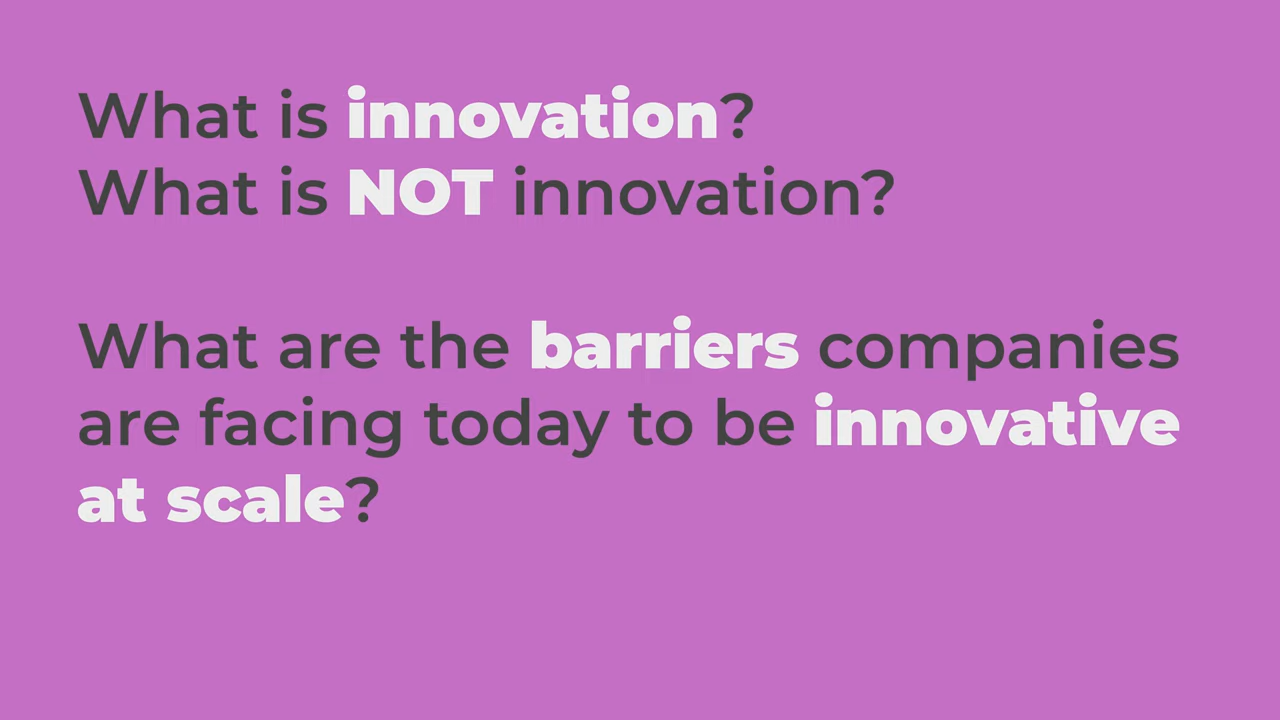 What is innovation?
What is NOT innovation?
What are the barriers companies
are facing today to be innovative
at scale?